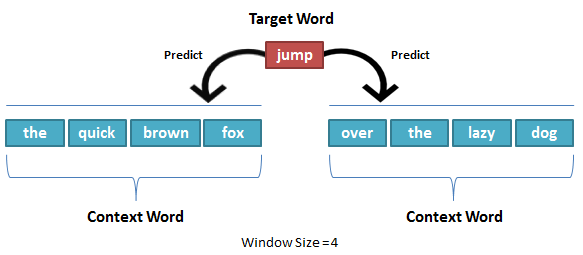 Target Word
Predict jump Predict
the quick brown fox over the lazy dog
Context Word Context Word
Window Size=4